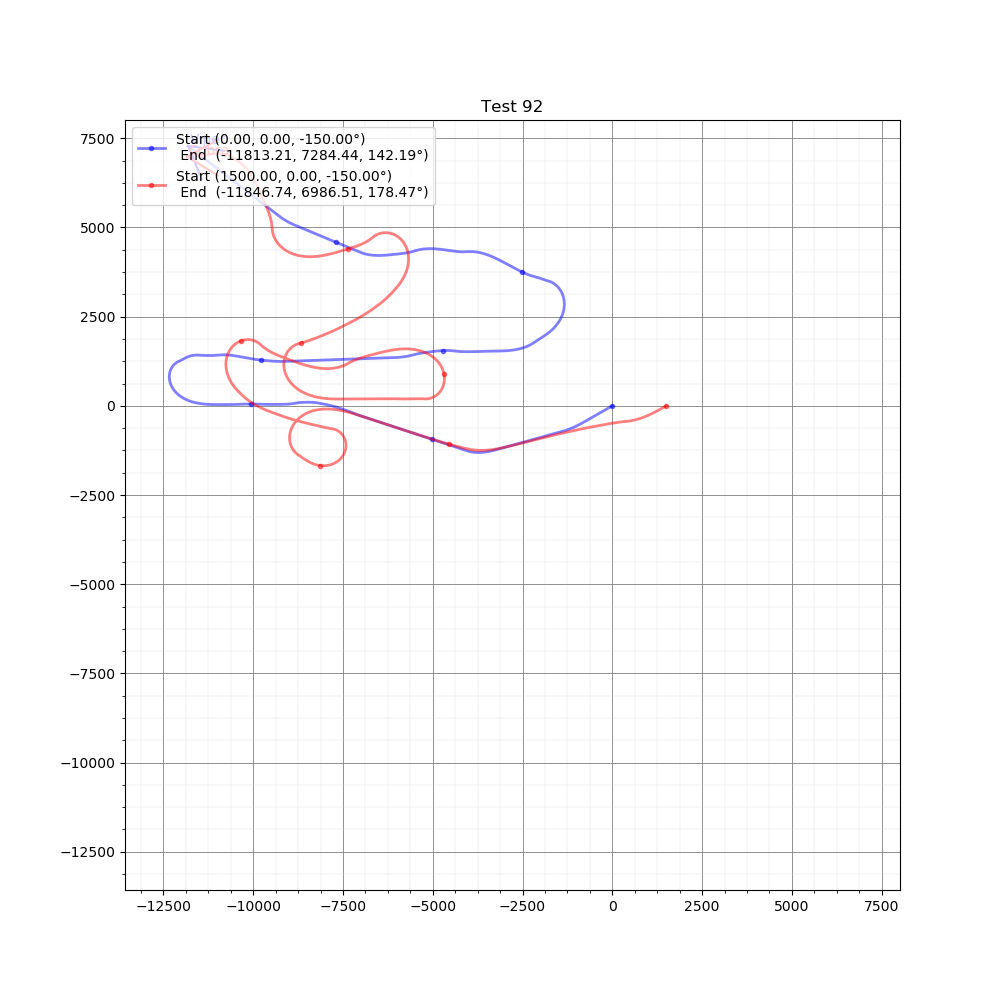 Test 92
Start (0.00, 0.00, -150.00°)
End (-11813.21, 7284.44, 142.19°)
Start (1500.00, 0.00, -150.00°)
End (-11846.74, 6986.51, 178.47°)
7500
5000
2500
0
−2500
−5000
−7500
−10000
−12500
−12500 −10000 −7500 −5000 −2500 0 2500 5000 7500